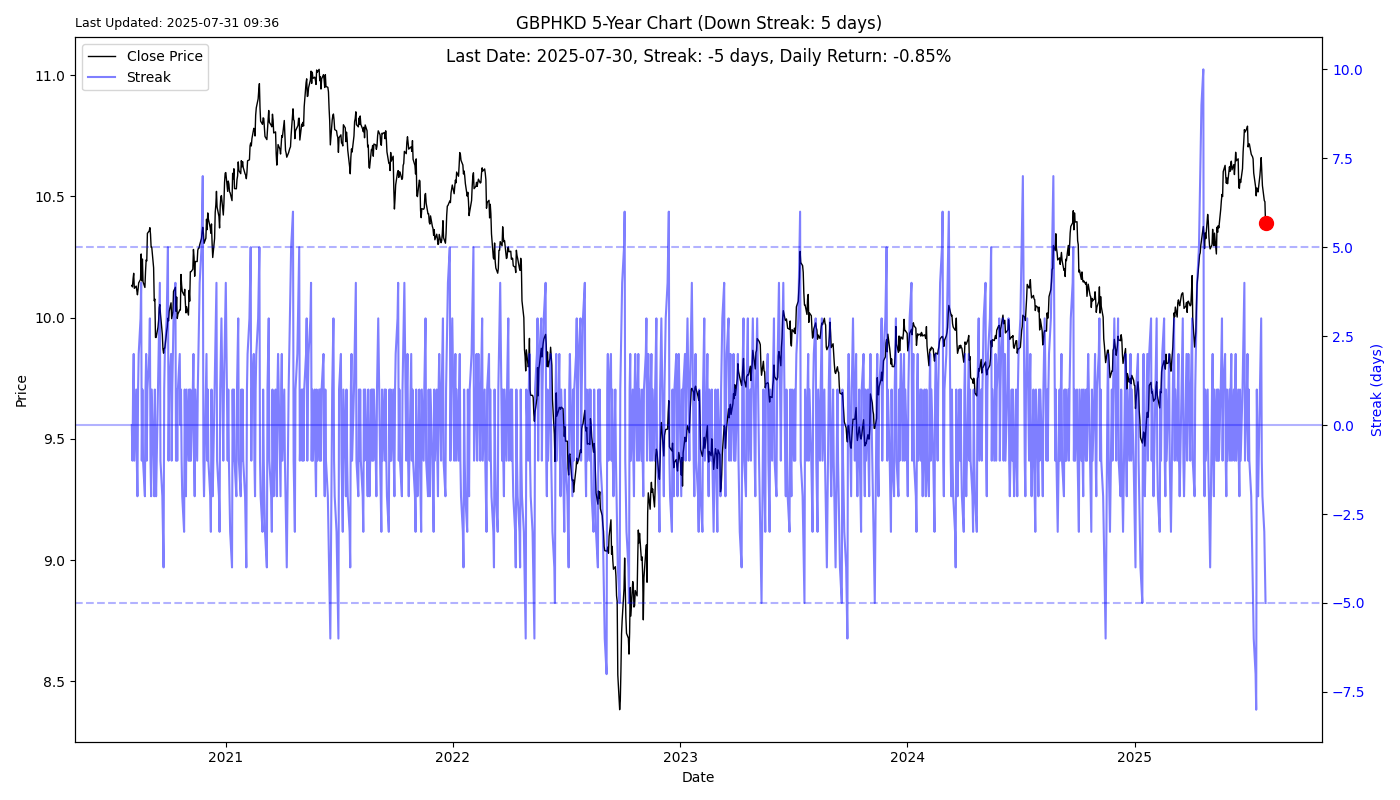 Last Updated: 2025-07-31 09:36
GBPHKD 5-Year Chart (Down Streak: 5 days)
Last Date: 2025-07-30, Streak: -5 days, Daily Return: -0.85%
Close Price
Streak
11.0
10.5
10.0
9.5
9.0
8.5
Price
10.0
7.5
5.0
2.5
0.0
−2.5
−5.0
−7.5
Streak (days)
2021
2022
2023
2024
2025
Date